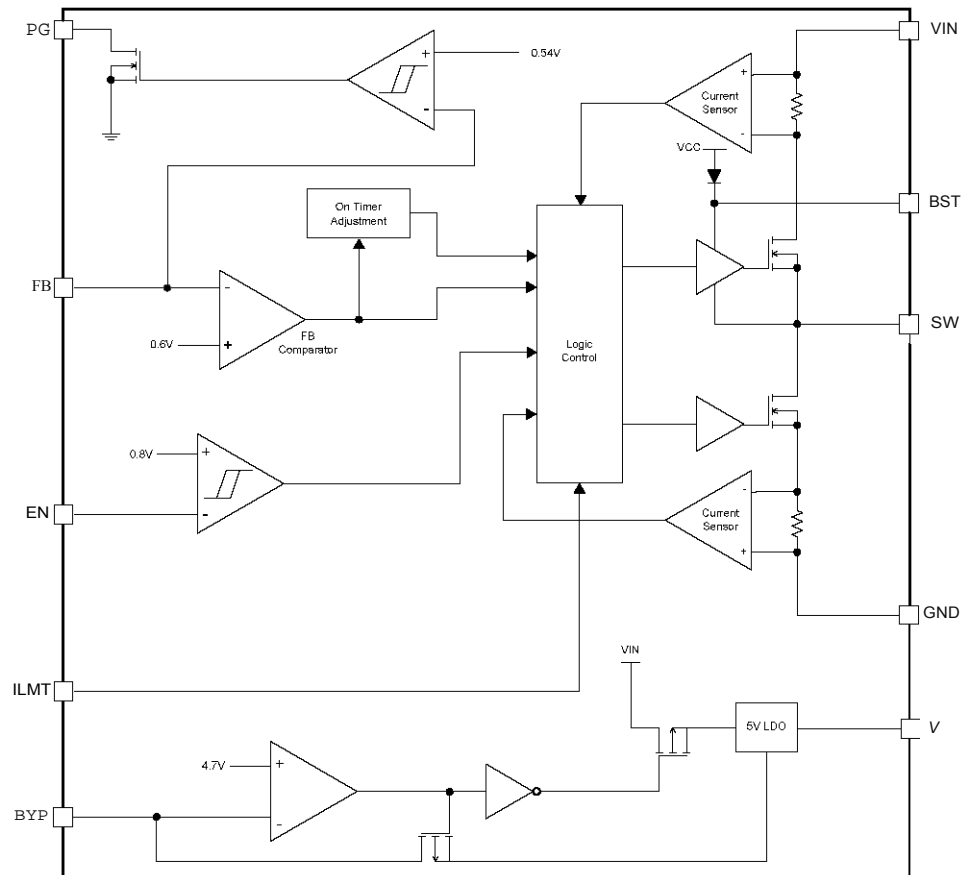 PG
VIN
0.54V
+
-
Current
Sensor
+
-
VCC
BST
On Timer
Adjustment
FB
-
+
0.6V
FB
Comparator
Logic
Control
SW
0.8V
+
-
EN
Current
Sensor
-
+
GND
ILMT
VIN
5V LDO
V
4.7V
+
-
BYP